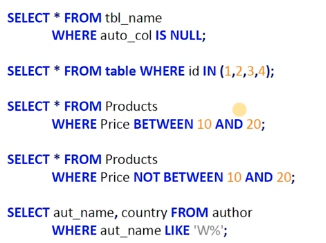 SELECT * FROM tbl_name
WHERE auto_col IS NULL;
SELECT * FROM table WHERE id IN (1,2,3,4);
SELECT * FROM Products
WHERE Price BETWEEN 10 AND 20;
SELECT * FROM Products
WHERE Price NOT BETWEEN 10 AND 20;
SELECT aut_name, country FROM author
WHERE aut_name LIKE 'W%';